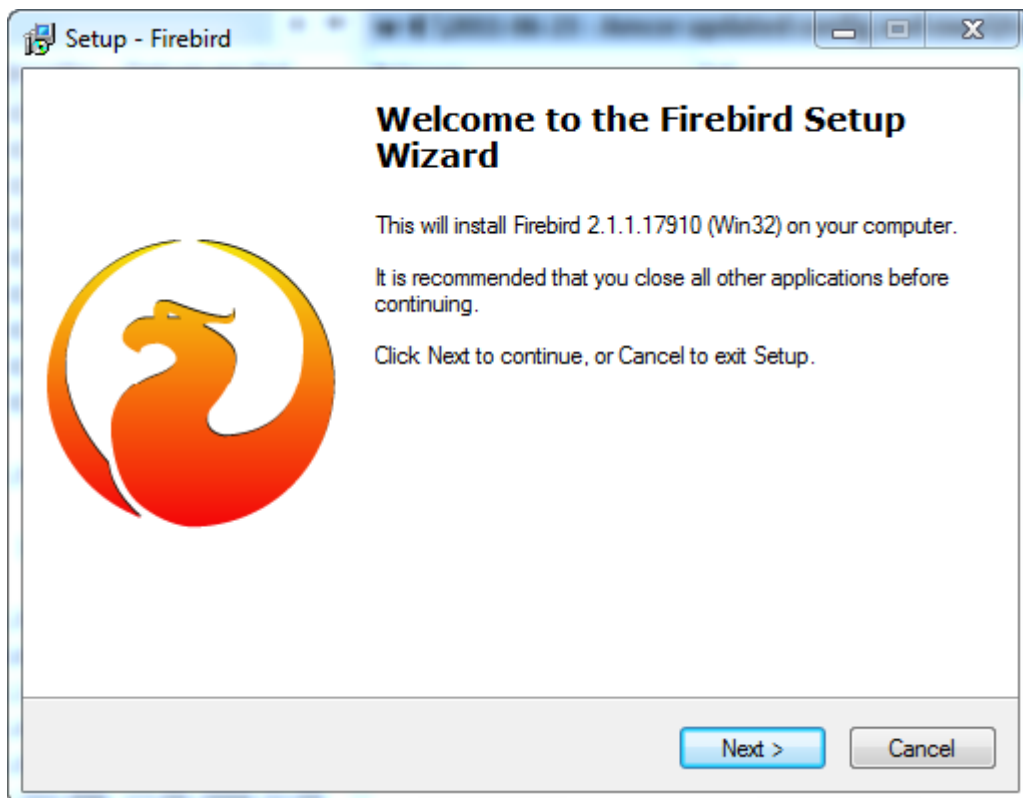 Setup - Firebird
Welcome to the Firebird Setup
Wizard
This will install Firebird 2.1.1.17910 (Win32) on your computer.
It is recommended that you close all other applications before
continuing.
Click Next to continue, or Cancel to exit Setup.
Next >
Cancel